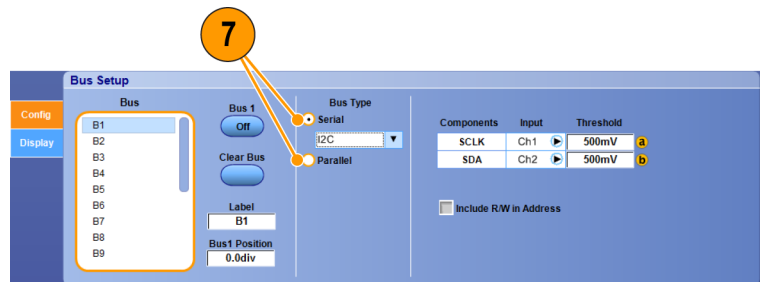 7
Bus Setup
Config
Display
Bus
B1
B2
B3
B4
B5
B6
B7
B8
B9
Bus 1
Off
Clear Bus
Label
B1
Bus1 Position
0.0div
Bus Type
Serial
I2C
Parallel
Components Input Threshold
SCLK Ch1 500mV a
SDA Ch2 500mV b
Include R/W in Address